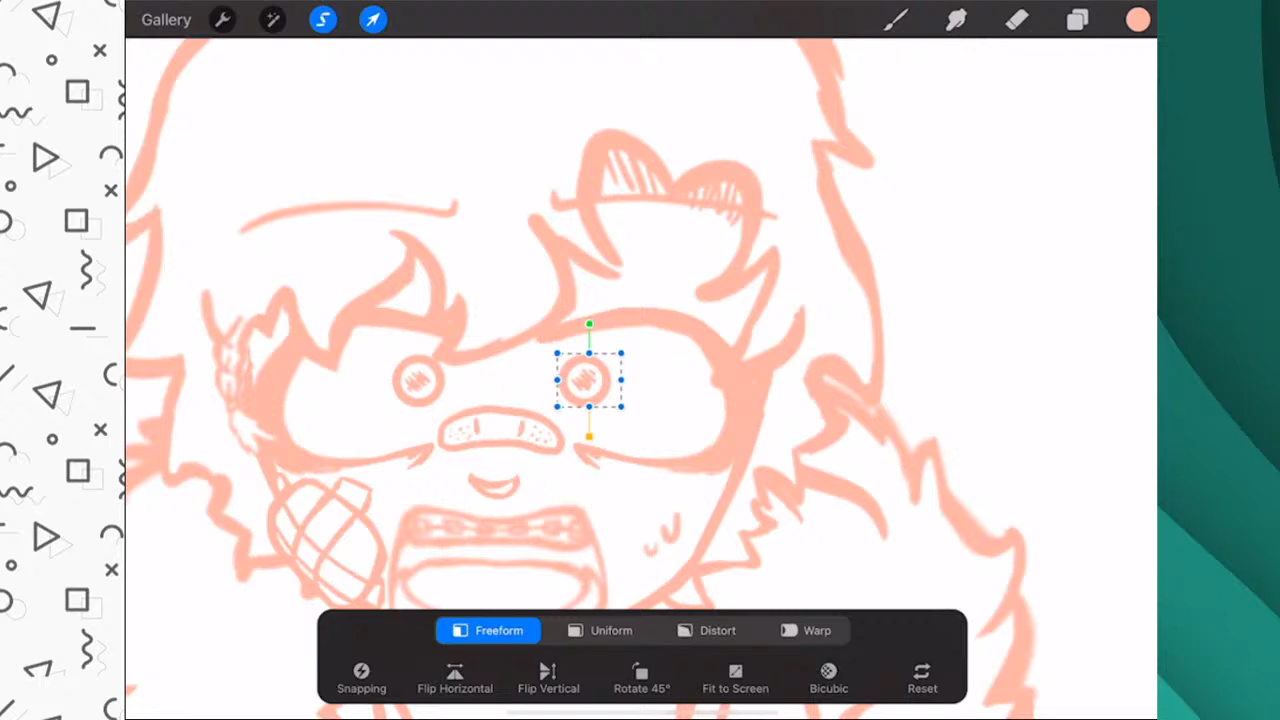 Gallery
Freeform Uniform Distort Warp
Snapping Flip Horizontal Flip Vertical Rotate 45° Fit to Screen Bicubic Reset